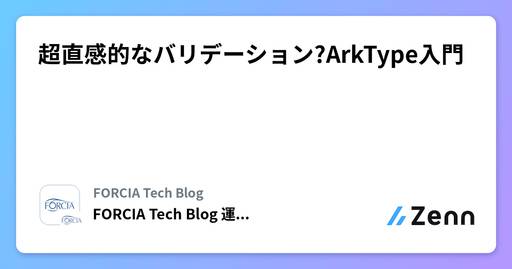 超直感的なバリデーション?ArkType入門
FORCIA
FORCIA
FORCIA Tech Blog
FORCIA Tech Blog 運...
Zenn